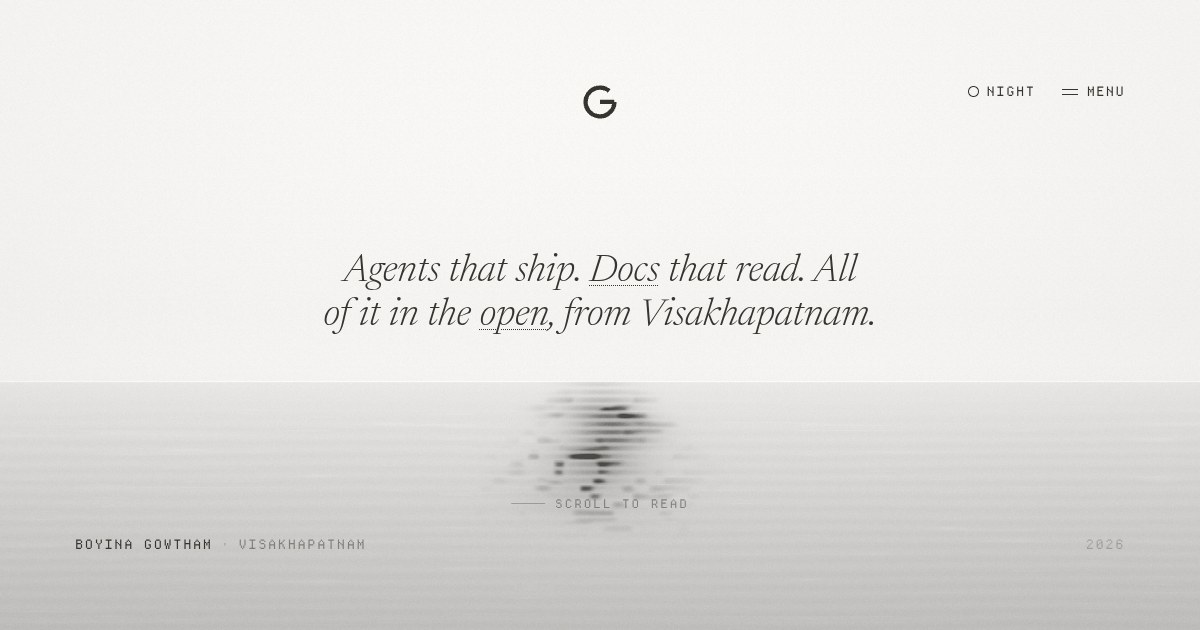 G
NIGHT MENU
Agents that ship. Docs that read. All
of it in the open, from Visakhapatnam.
SCROLL TO READ
BOYINA GOWTHAM · VISAKHAPATNAM
2026